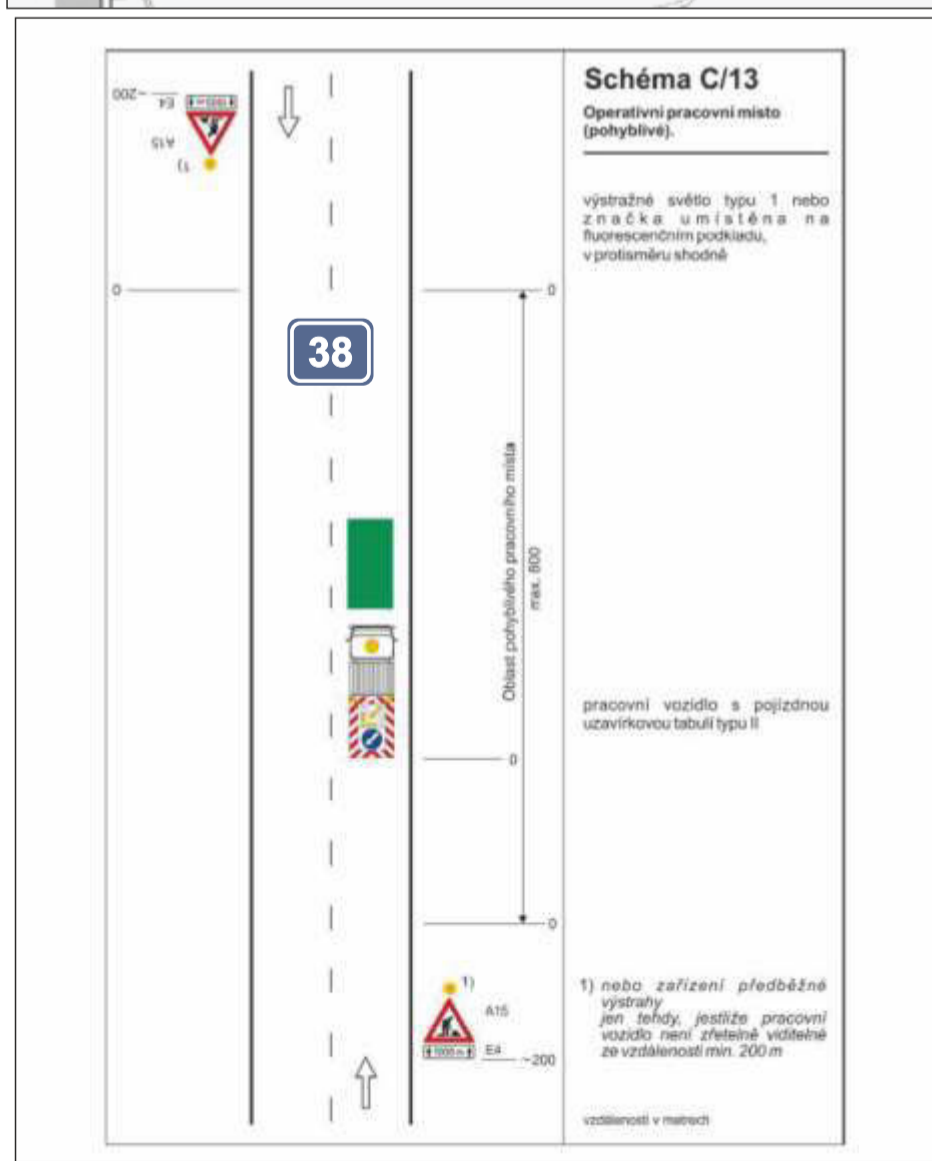 Schéma C/13
Operativní pracovní místo
(pohyblivé).
výstražné světlo typu 1 nebo
značka umístěna na
fluorescenčním podkladu,
v protisměru shodně
~200
E4
A15
1)
0
0
38
Oblast pohyblivého pracovního místa
max. 800
pracovní vozidlo s pojízdnou
uzavírkovou tabulí typu II
0
0
1)
A15
E4
~200
1) nebo zařízení předběžné
výstrahy
jen tehdy, jestliže pracovní
vozidlo není zřetelně viditelné
ze vzdálenosti min. 200 m
vzdálenosti v metrech